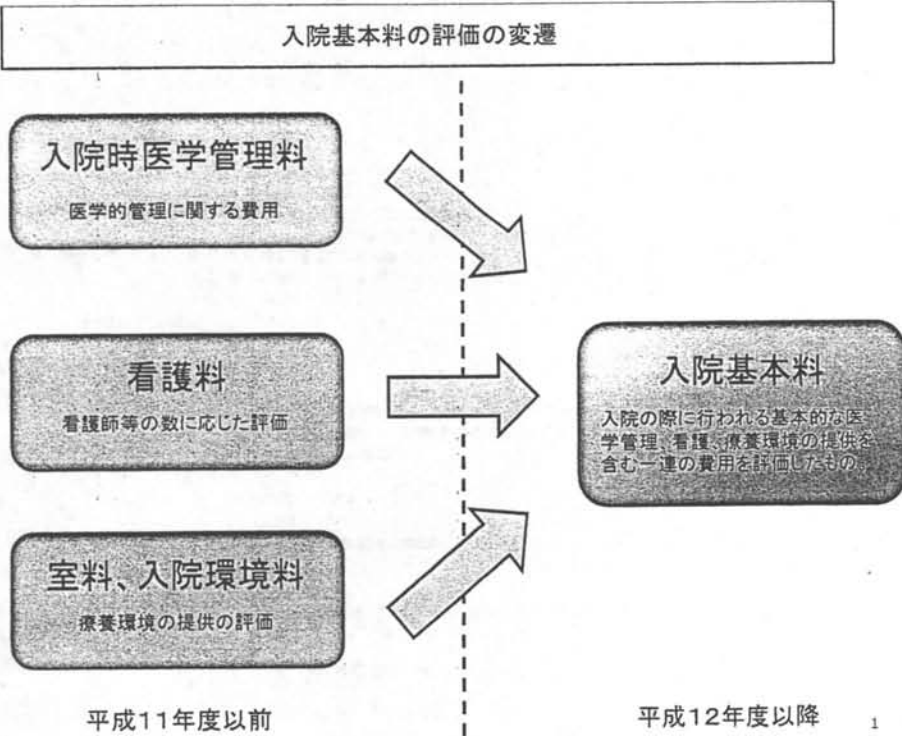 入院基本料の評価の変遷
入院時医学管理料
医学的管理に関する費用
看護料
看護師等の数に応じた評価
室料、入院環境料
療養環境の提供の評価
平成11年度以前
入院基本料
入院の際に行われる基本的な医
学管理、看護、療養環境の提供を
含む一連の費用を評価したもの。
平成12年度以降
1